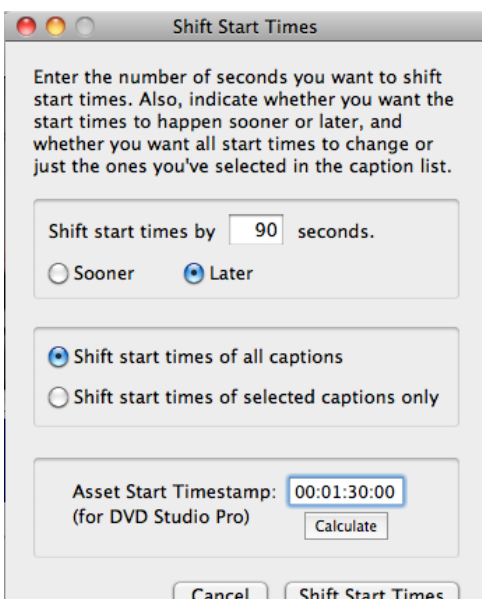 Shift Start Times
Enter the number of seconds you want to shift
start times. Also, indicate whether you want the
start times to happen sooner or later, and
whether you want all start times to change or
just the ones you've selected in the caption list.
Shift start times by 90 seconds.
Sooner Later
Shift start times of all captions
Shift start times of selected captions only
Asset Start Timestamp: 00:01:30:00
(for DVD Studio Pro) Calculate
Cancel Shift Start Times